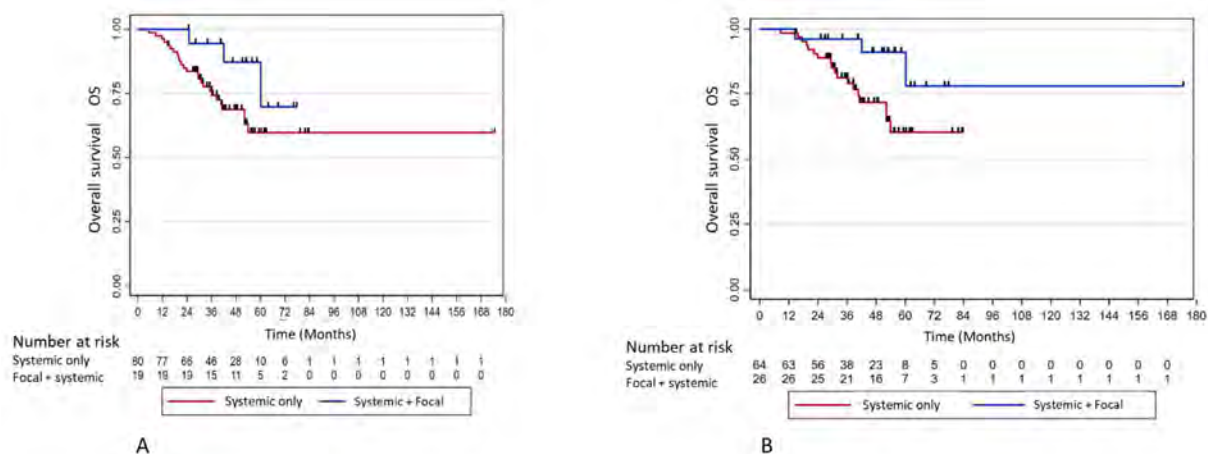 Overall survival OS
1.00
0.75
0.50
0.25
0.00
0 12 24 36 48 60 72 84 96 108 120 132 144 156 168 180
Time (Months)
Number at risk
Systemic only 80 77 66 46 28 10 6 1 1 1 1 1 1 1 1
Focal + systemic 19 19 19 15 11 5 2 0 0 0 0 0 0 0 0
Systemic only Systemic + Focal
A
Overall survival OS
1.00
0.75
0.50
0.25
0.00
0 12 24 36 48 60 72 84 96 108 120 132 144 156 168 180
Time (Months)
Number at risk
Systemic only 64 63 56 38 23 8 5 0 0 0 0 0 0 0 0
Focal + systemic 26 26 25 21 16 7 3 1 1 1 1 1 1 1 1
Systemic only Systemic + Focal
B